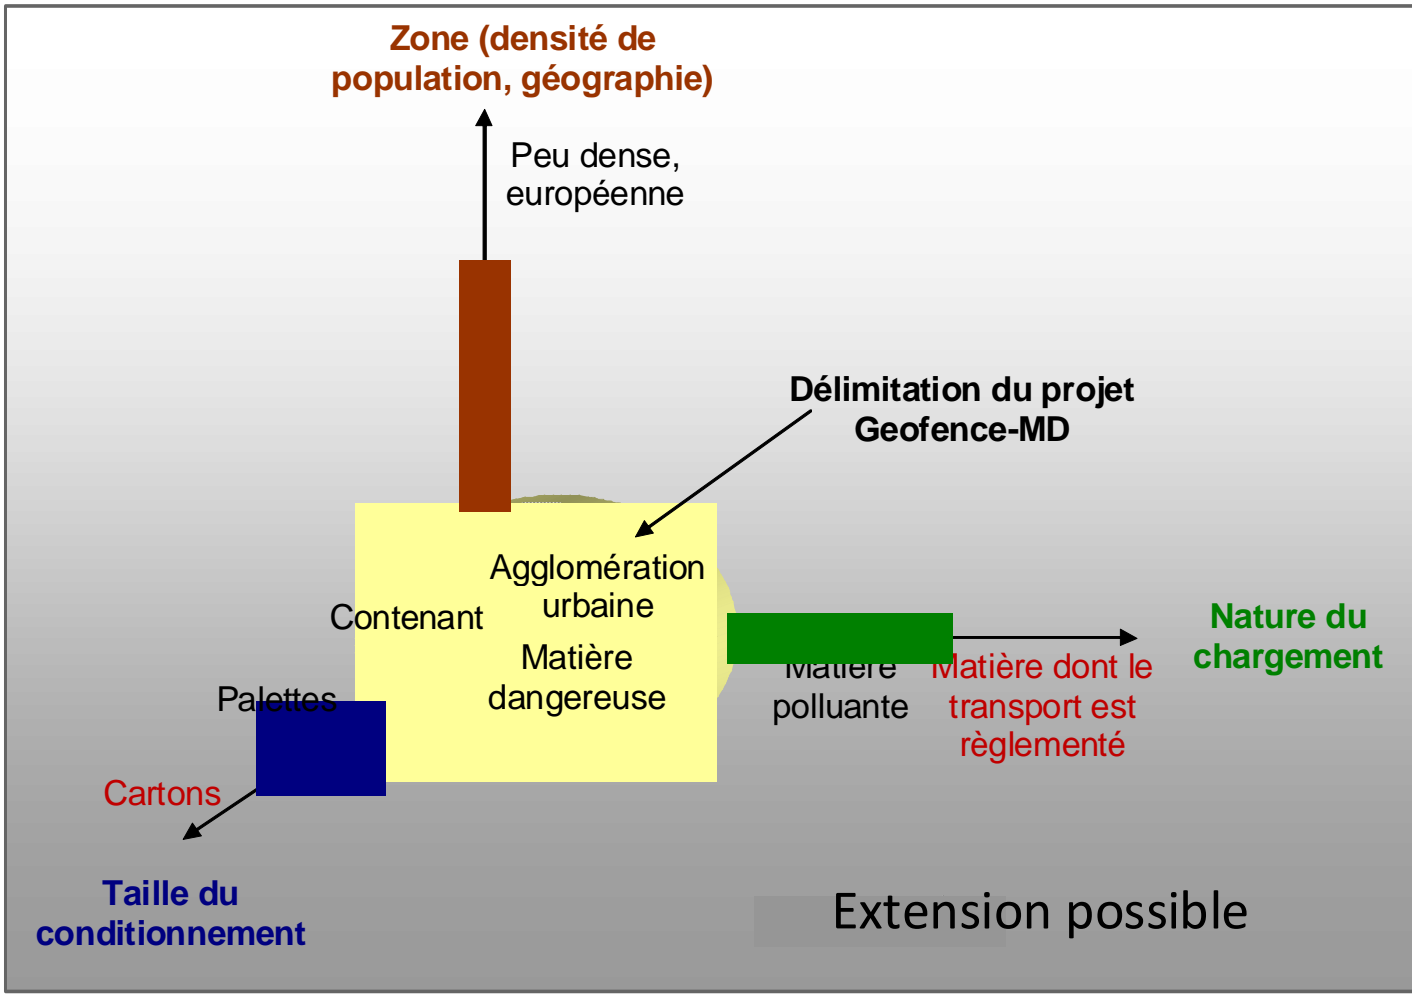 Zone (densité de
population, géographie)
Peu dense,
européenne
Délimitation du projet
Geofence-MD
Agglomération
urbaine
Contenant
Matière
dangereuse
Nature du
chargement
Matière
polluante
Matière dont le
transport est
règlementé
Palettes
Cartons
Taille du
conditionnement
Extension possible